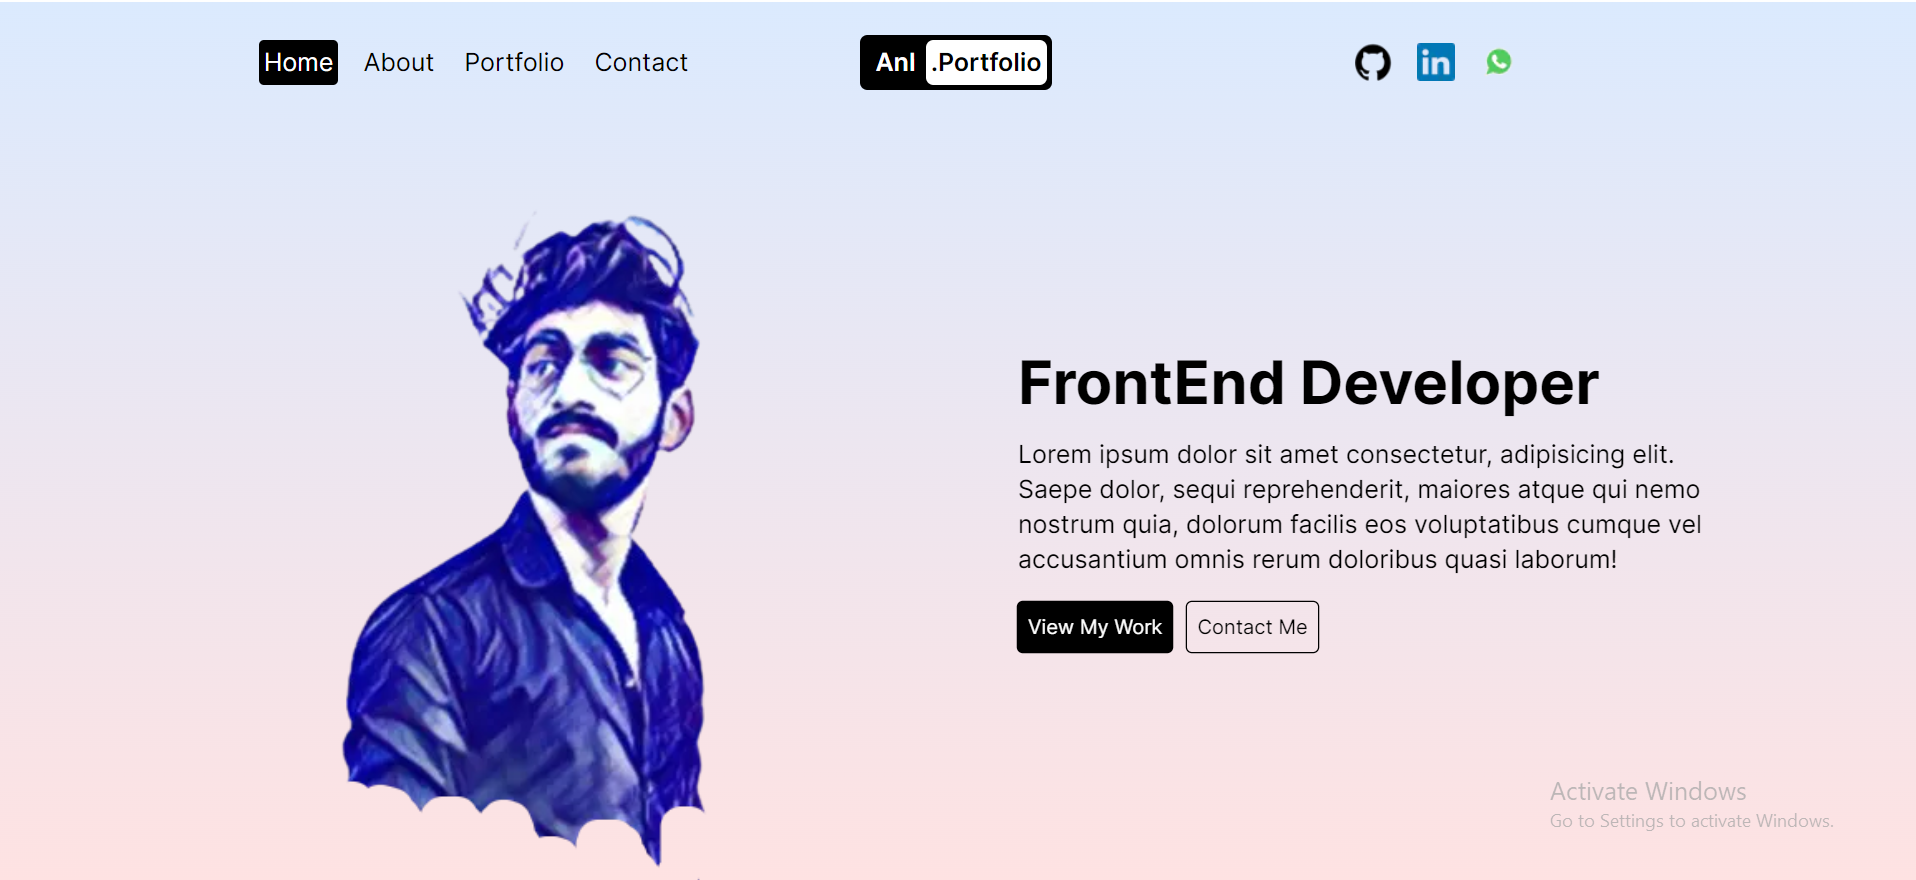 Home About Portfolio Contact
Anl .Portfolio
in
FrontEnd Developer
Lorem ipsum dolor sit amet consectetur, adipisicing elit.
Saepe dolor, sequi reprehenderit, maiores atque qui nemo
nostrum quia, dolorum facilis eos voluptatibus cumque vel
accusantium omnis rerum doloribus quasi laborum!
View My Work
Contact Me
Activate Windows
Go to Settings to activate Windows.